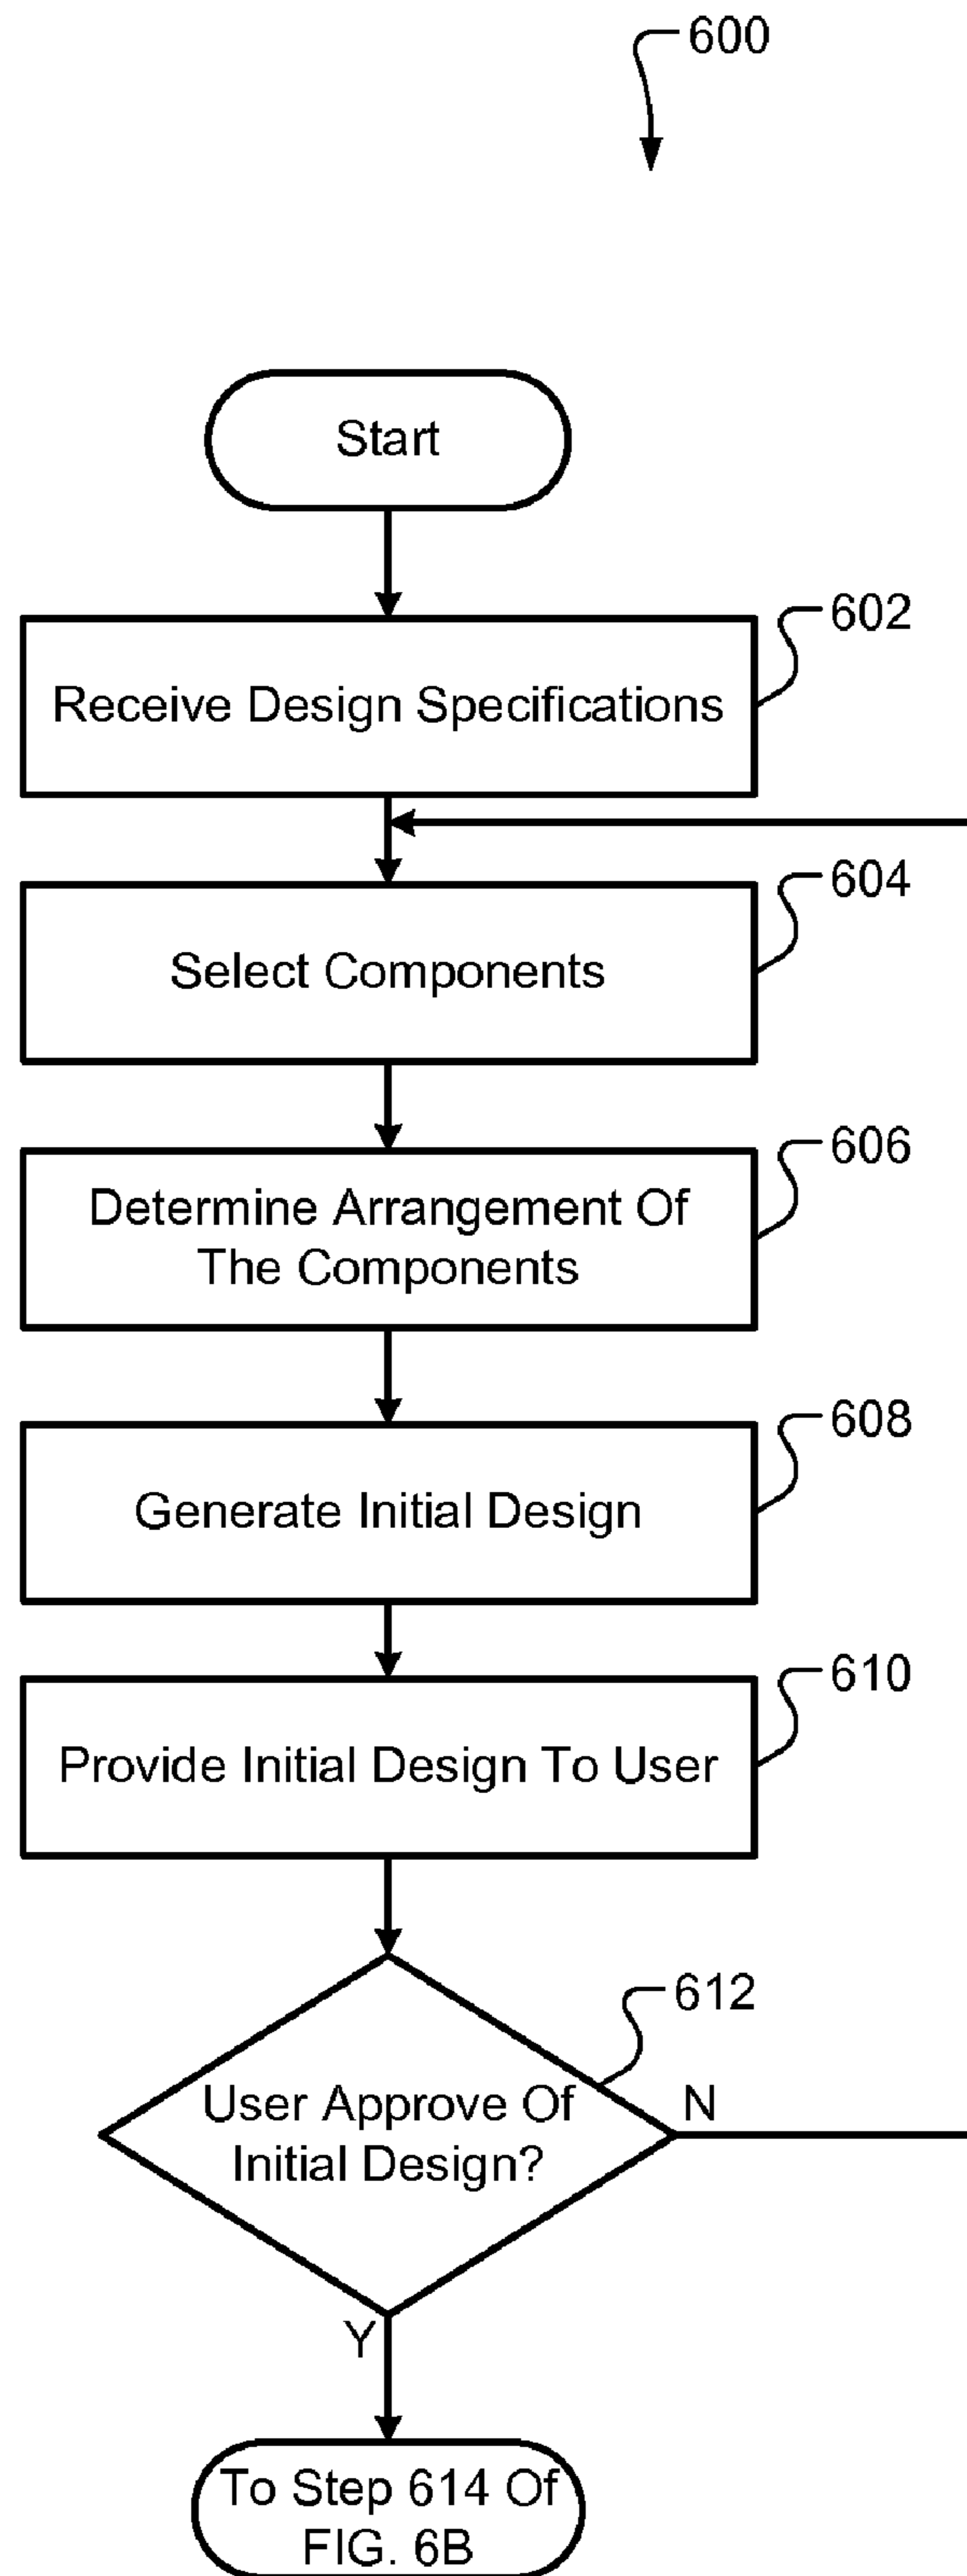 600
Start
602
Receive Design Specifications
604
Select Components
606
Determine Arrangement Of
The Components
608
Generate Initial Design
610
Provide Initial Design To User
612
User Approve Of
Initial Design?
N
Y
To Step 614 Of
FIG. 6B